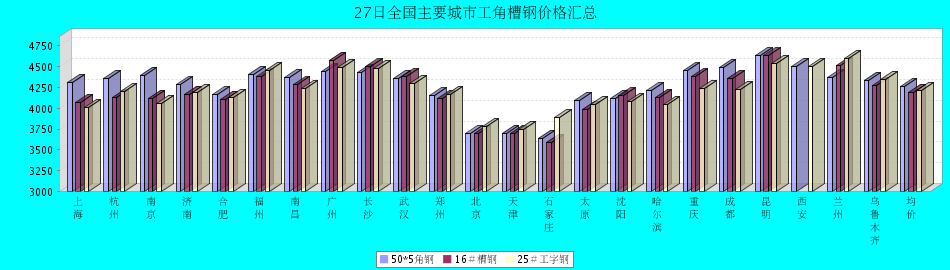 27日全国主要城市工角槽钢价格汇总
4750
4500
4250
4000
3750
3500
3250
3000
上海
杭州
南京
济南
合肥
福州
南昌
广州
长沙
武汉
郑州
北京
天津
石家庄
太原
沈阳
哈尔滨
重庆
成都
昆明
西安
兰州
乌鲁木齐
均价
50*5角钢 16#槽钢 25#工字钢